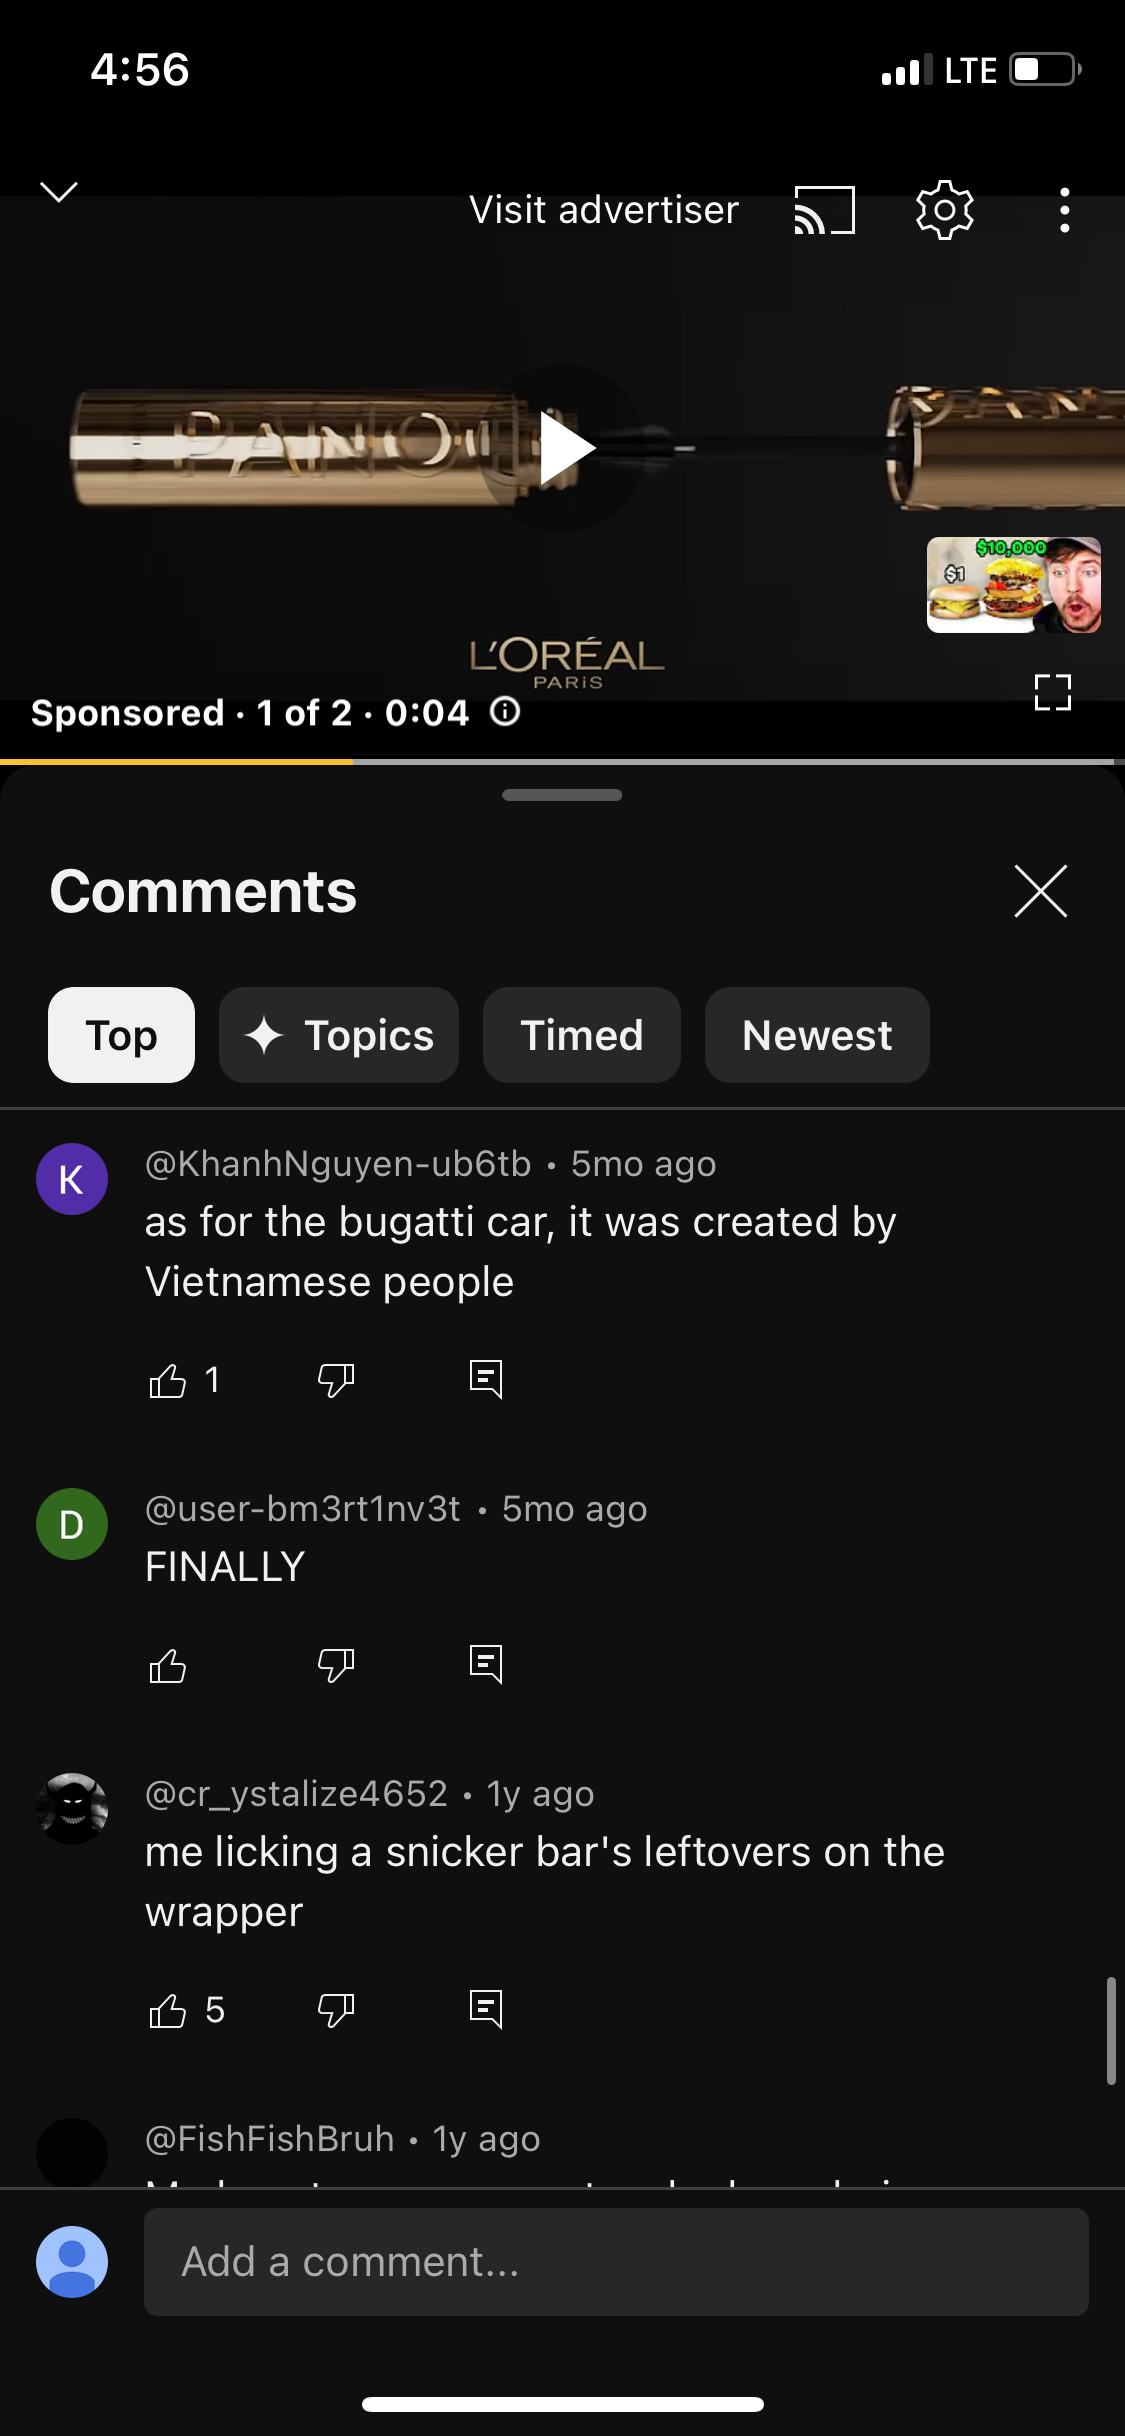 4:56
LTE
Visit advertiser
PANO
$10,000
$1
L'ORÉAL
PARiS
Sponsored · 1 of 2 · 0:04
Comments
Top
Topics
Timed
Newest
K
@KhanhNguyen-ub6tb · 5mo ago
as for the bugatti car, it was created by
Vietnamese people
1
D
@user-bm3rt1nv3t · 5mo ago
FINALLY
@cr_ystalize4652 · 1y ago
me licking a snicker bar's leftovers on the
wrapper
5
@FishFishBruh · 1y ago
Add a comment...